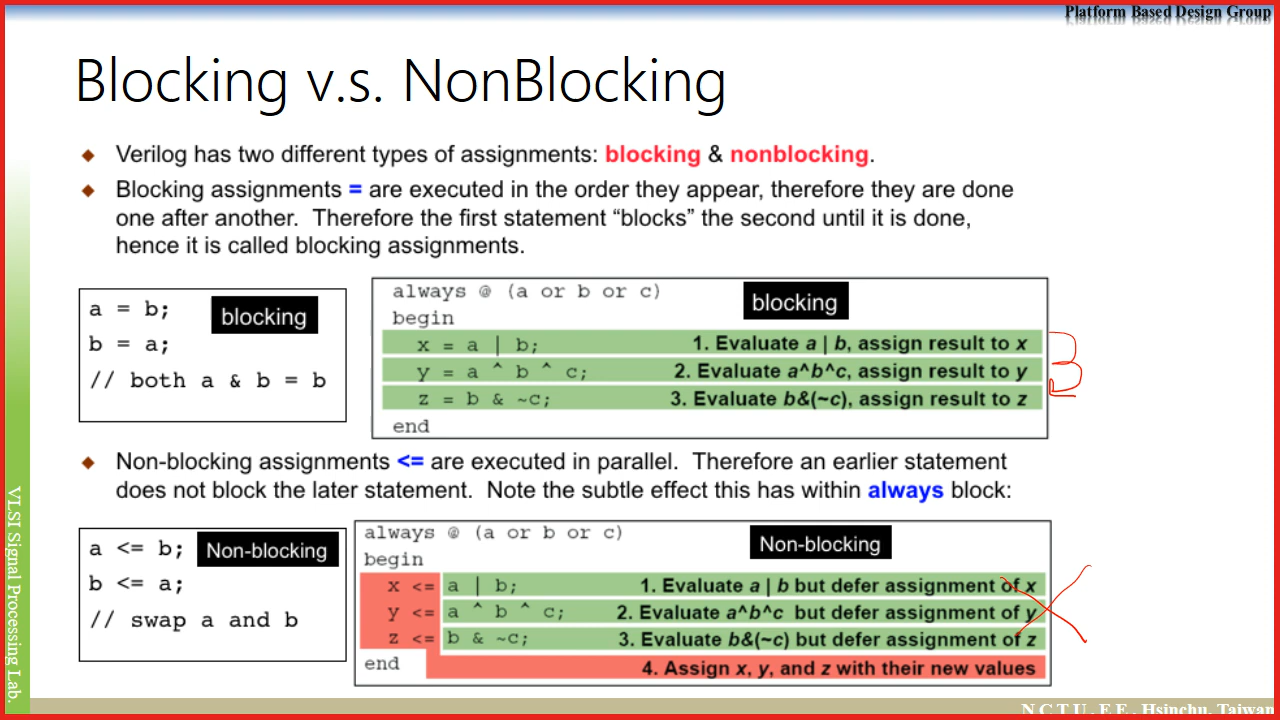 Platform Based Design Group
Blocking v.s. NonBlocking
Verilog has two different types of assignments: blocking & nonblocking.
Blocking assignments = are executed in the order they appear, therefore they are done
one after another. Therefore the first statement “blocks” the second until it is done,
hence it is called blocking assignments.
a = b;
blocking
b = a;
// both a & b = b
always @ (a or b or c)
blocking
begin
x = a | b; 1. Evaluate a | b, assign result to x
y = a ^ b ^ c; 2. Evaluate a^b^c, assign result to y
z = b & ~c; 3. Evaluate b&(~c), assign result to z
end
Non-blocking assignments <= are executed in parallel. Therefore an earlier statement
does not block the later statement. Note the subtle effect this has within always block:
a <= b;
Non-blocking
b <= a;
// swap a and b
always @ (a or b or c)
Non-blocking
begin
x <= a | b; 1. Evaluate a | b but defer assignment of x
y <= a ^ b ^ c; 2. Evaluate a^b^c but defer assignment of y
z <= b & ~c; 3. Evaluate b&(~c) but defer assignment of z
end 4. Assign x, y, and z with their new values
VLSI Signal Processing Lab.
N C T U . E E . Hsinchu, Taiwan